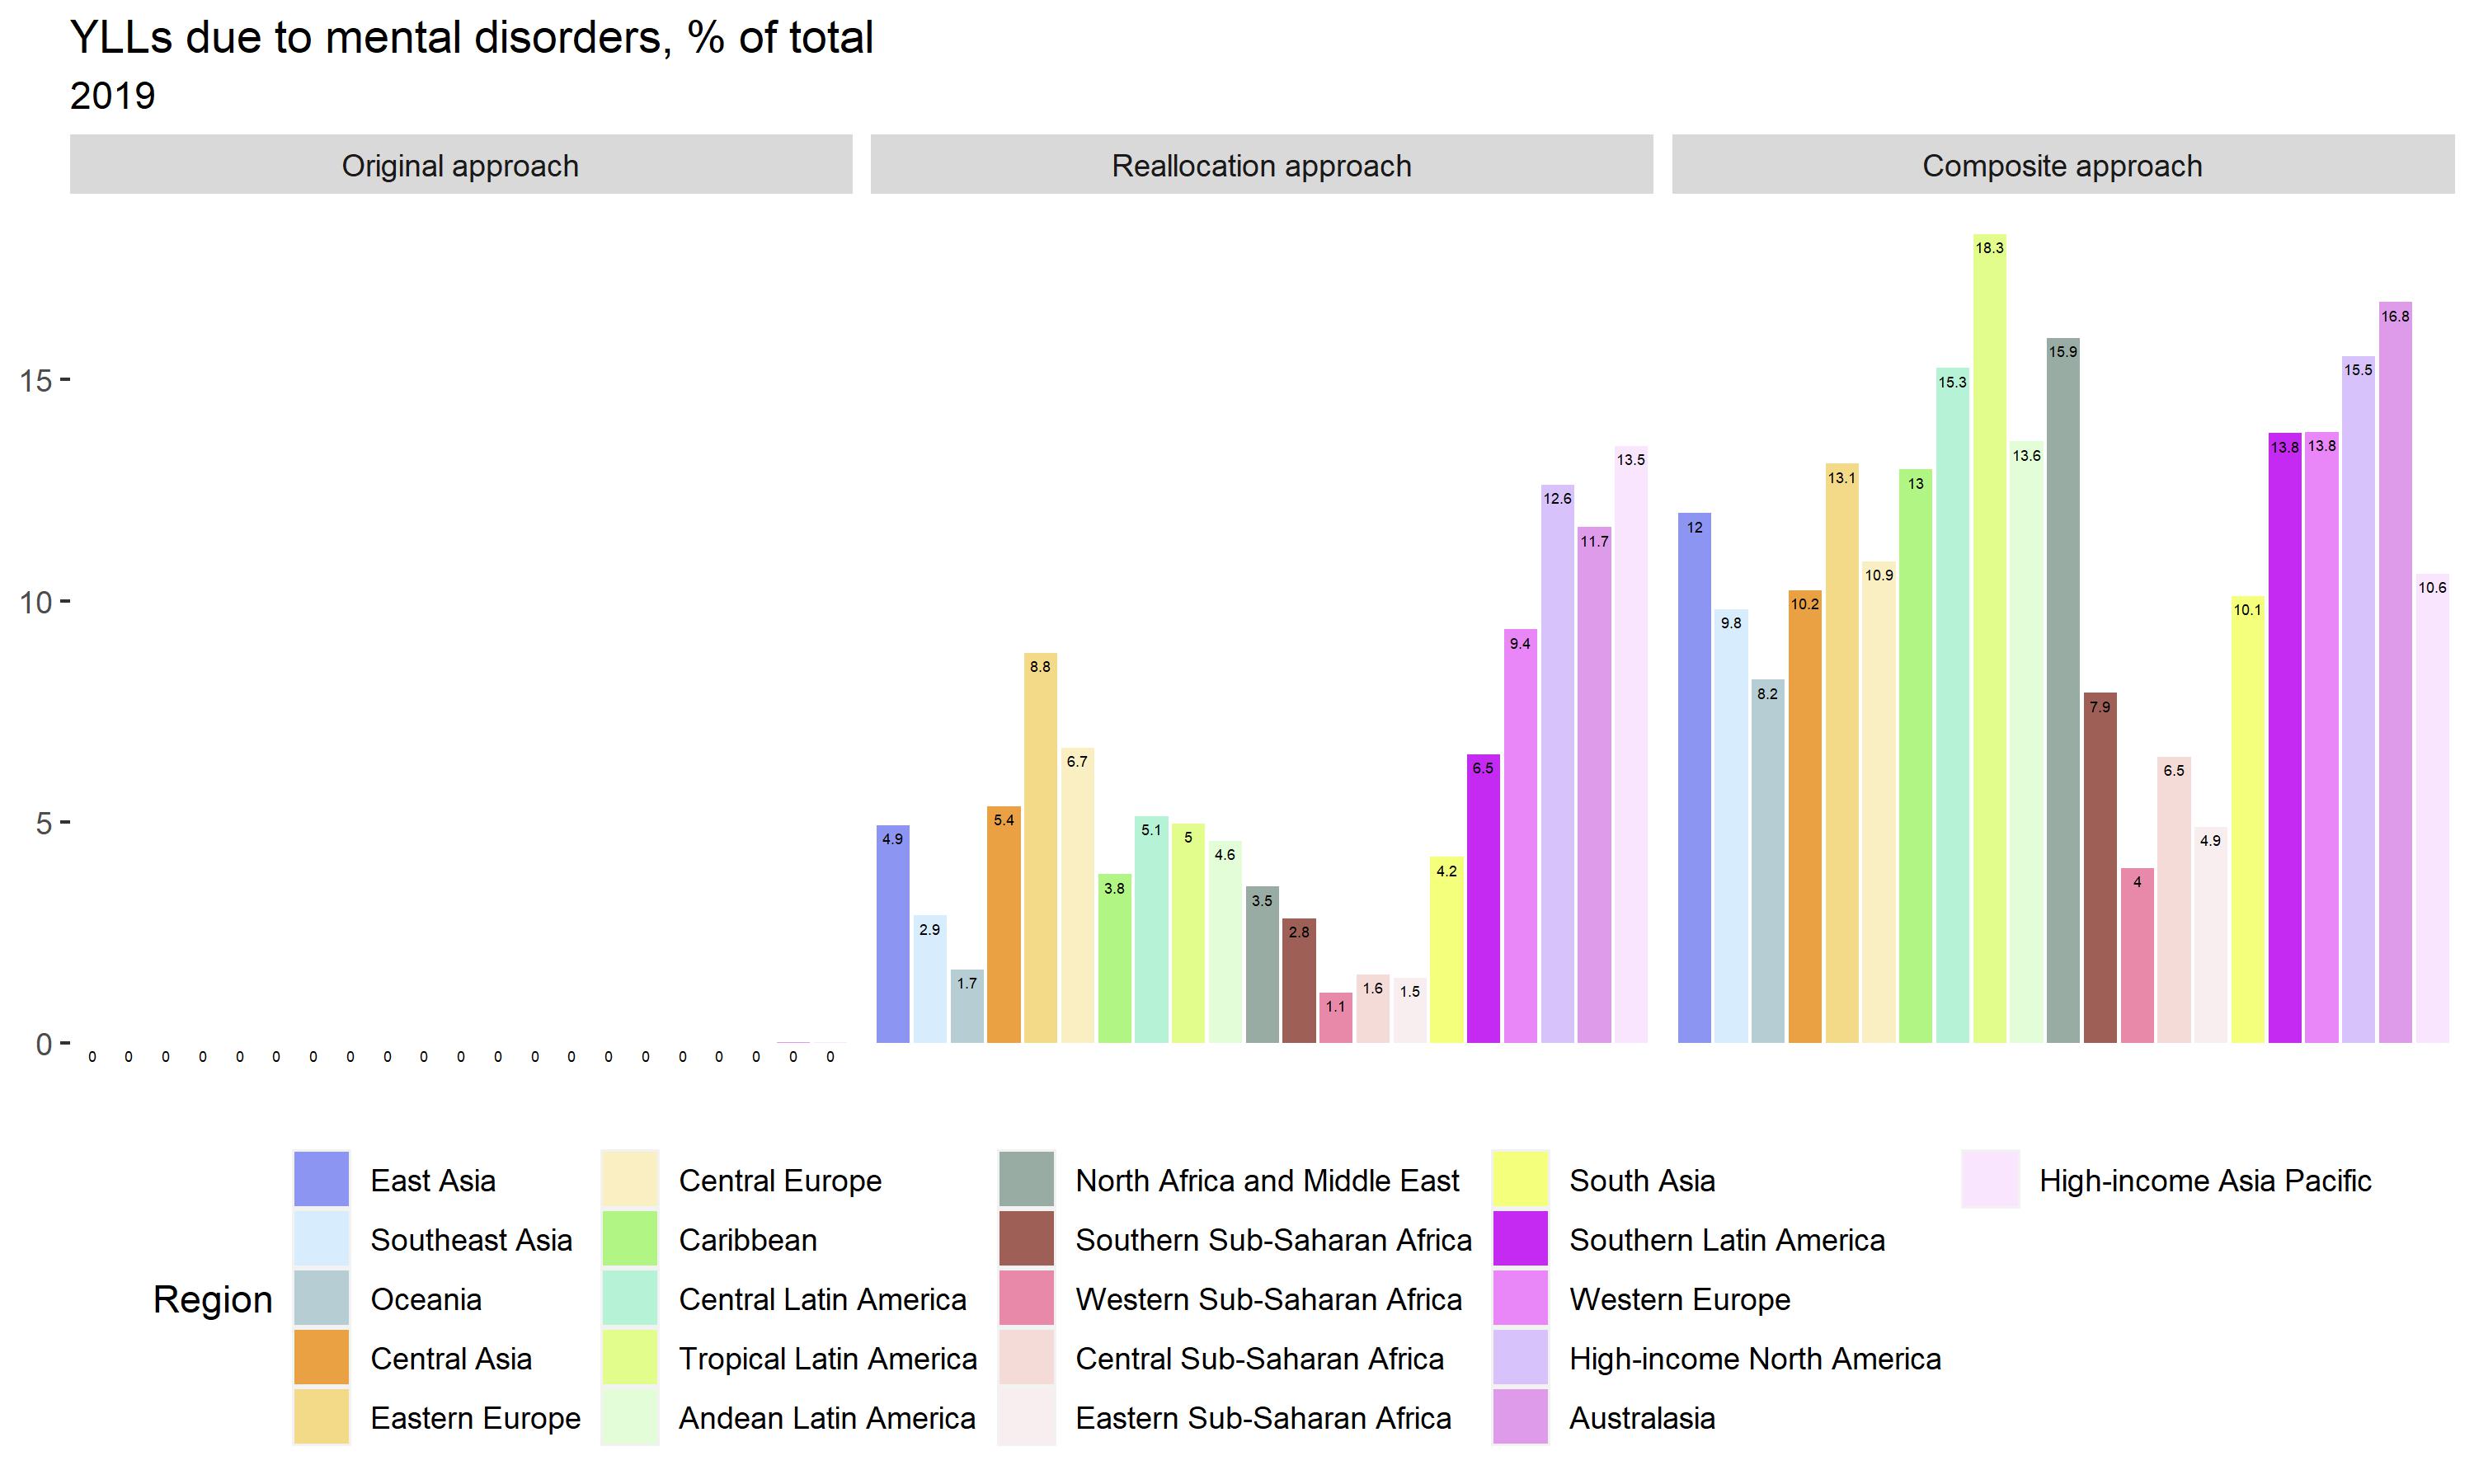 YLLs due to mental disorders, % of total
2019
Original approach
Reallocation approach
Composite approach
15
10
5
0
0 0 0 0 0 0 0 0 0 0 0 0 0 0 0 0 0 0 0 0 0
4.9 2.9 1.7 5.4 8.8 6.7 3.8 5.1 5 4.6 3.5 2.8 1.1 1.6 1.5 4.2 6.5 9.4 12.6 11.7 13.5
12 9.8 8.2 10.2 13.1 10.9 13 15.3 18.3 13.6 15.9 7.9 4 6.5 4.9 10.1 13.8 13.8 15.5 16.8 10.6
Region
East Asia
Southeast Asia
Oceania
Central Asia
Eastern Europe
Central Europe
Caribbean
Central Latin America
Tropical Latin America
Andean Latin America
North Africa and Middle East
Southern Sub-Saharan Africa
Western Sub-Saharan Africa
Central Sub-Saharan Africa
Eastern Sub-Saharan Africa
South Asia
Southern Latin America
Western Europe
High-income North America
Australasia
High-income Asia Pacific